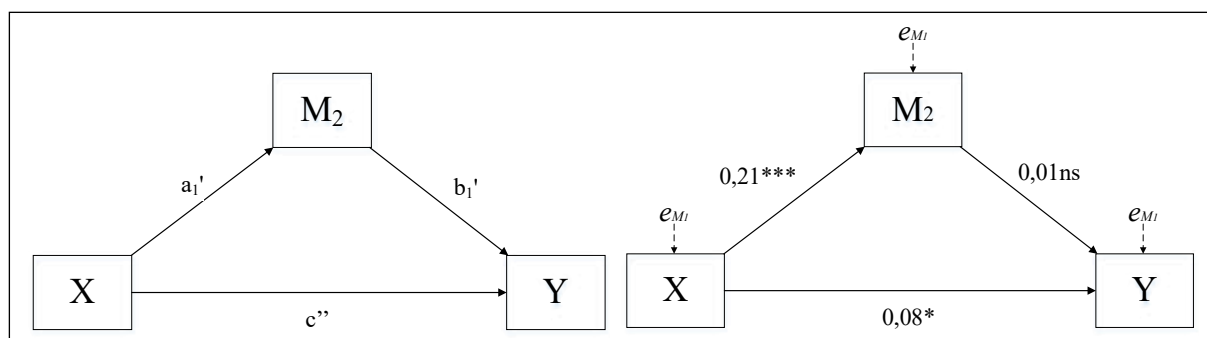 M₂
a₁'
b₁'
X
Y
c’’
eM1
M2
0,21***
0,01ns
eM1
eM1
X
Y
0,08*